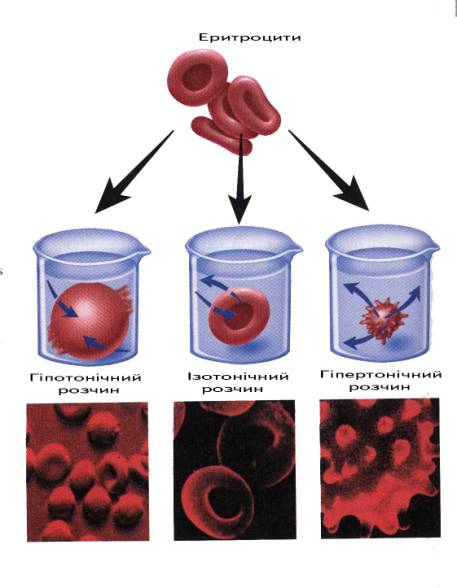 Еритроцити
Гіпотонічний
розчин
Ізотонічний
розчин
Гіпертонічний
розчин
s